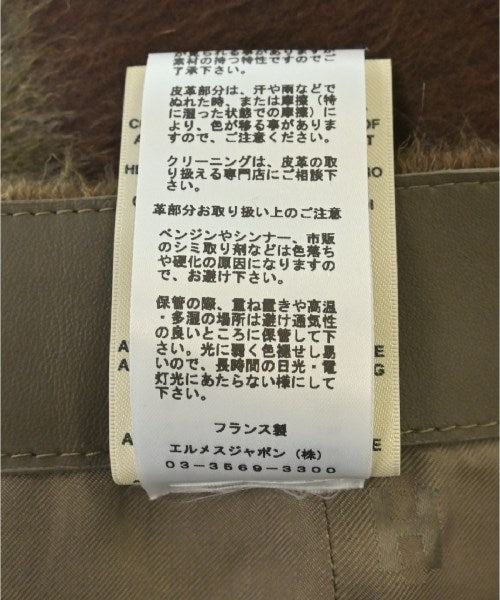 素材の持つ特性ですのでご
了承下さい。
皮革部分は、汗や雨などで
ぬれた時、または摩擦（特
に湿った状態での摩擦）に
より、色が移る事がありま
すので、ご注意ください。
クリーニングは、皮革の取
り扱える専門店にご相談下
さい。
革部分お取り扱い上のご注意
ベンジンやシンナー、市販
のシミ取り剤などは色落ち
や硬化の原因になりますの
で、お避け下さい。
保管の際、重ね置きや高温
・多湿の場所は避け通気性
の良いところに保管して下
さい。光に弱く色褪せし易
いので、長時間の日光・電
灯光にあたらない様にして
下さい。
フランス製
エルメスジャポン（株）
03-3569-3300